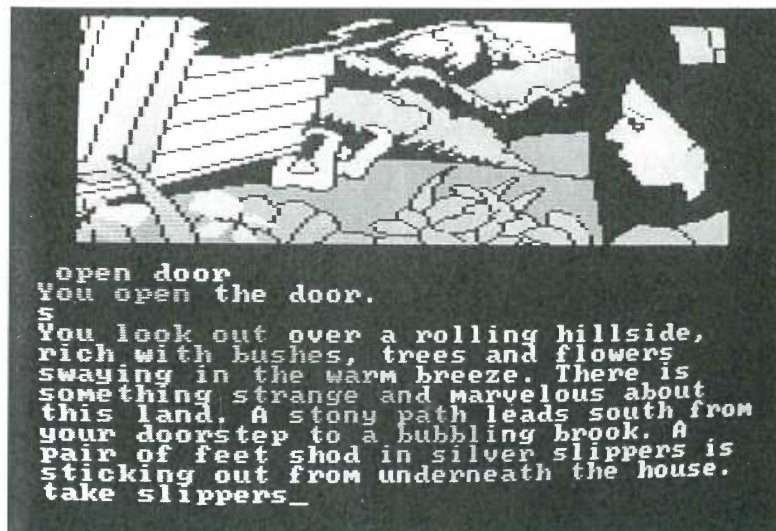 open door
You open the door.
s
You look out over a rolling hillside,
rich with bushes, trees and flowers
swaying in the warm breeze. There is
something strange and marvelous about
this land. A stony path leads south from
your doorstep to a bubbling brook. A
pair of feet shod in silver slippers is
sticking out from underneath the house.
take slippers_